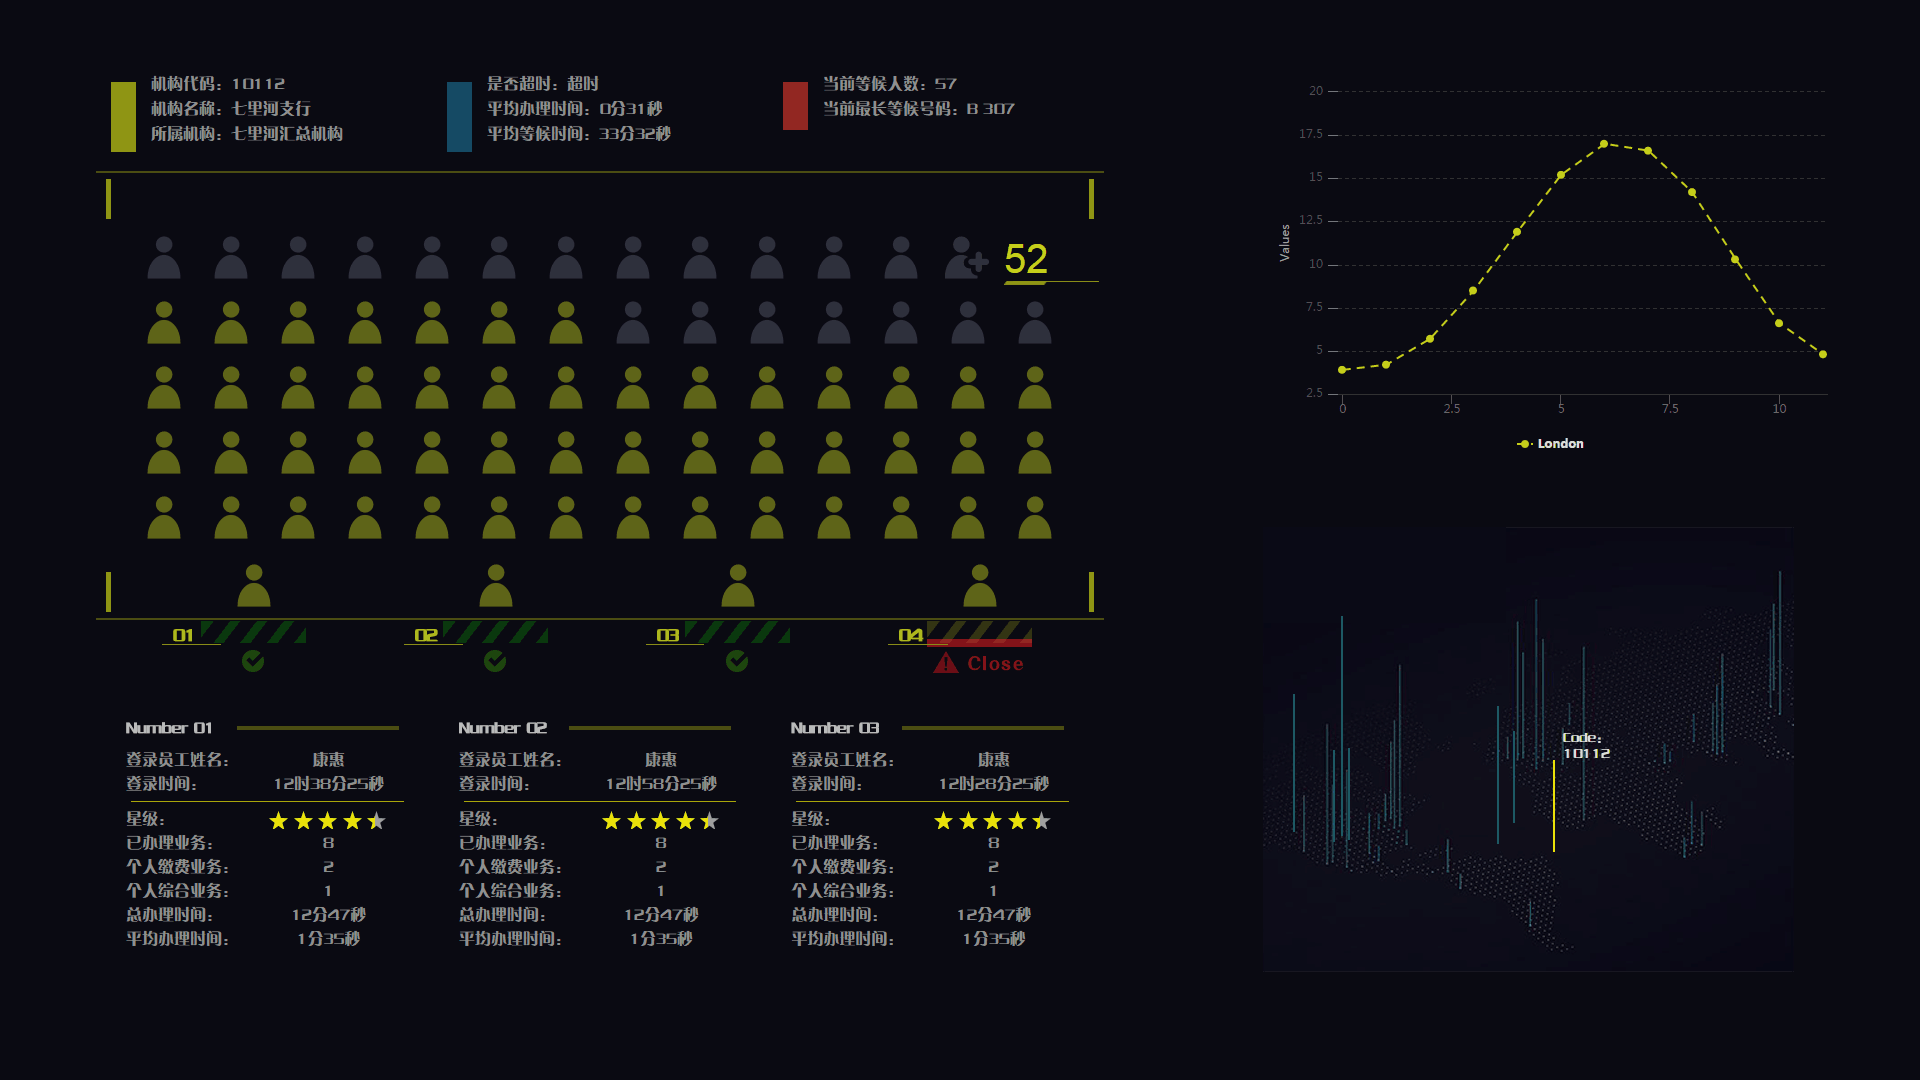 机构代码：10112
机构名称：七里河支行
所属机构：七里河汇总机构
是否超时：超时
平均办理时间：0分31秒
平均等候时间：33分32秒
当前等候人数：57
当前最长等候号码：B 307
52
01
02
03
04
Close
Number 01
登录员工姓名：
康惠
登录时间：
12时38分25秒
星级：
已办理业务：
8
个人缴费业务：
2
个人综合业务：
1
总办理时间：
12分47秒
平均办理时间：
1分35秒
Number 02
登录员工姓名：
康惠
登录时间：
12时58分25秒
星级：
已办理业务：
8
个人缴费业务：
2
个人综合业务：
1
总办理时间：
12分47秒
平均办理时间：
1分35秒
Number 03
登录员工姓名：
康惠
登录时间：
12时28分25秒
星级：
已办理业务：
8
个人缴费业务：
2
个人综合业务：
1
总办理时间：
12分47秒
平均办理时间：
1分35秒
20
17.5
15
12.5
10
7.5
5
2.5
Values
0
2.5
5
7.5
10
London
Code:
10112